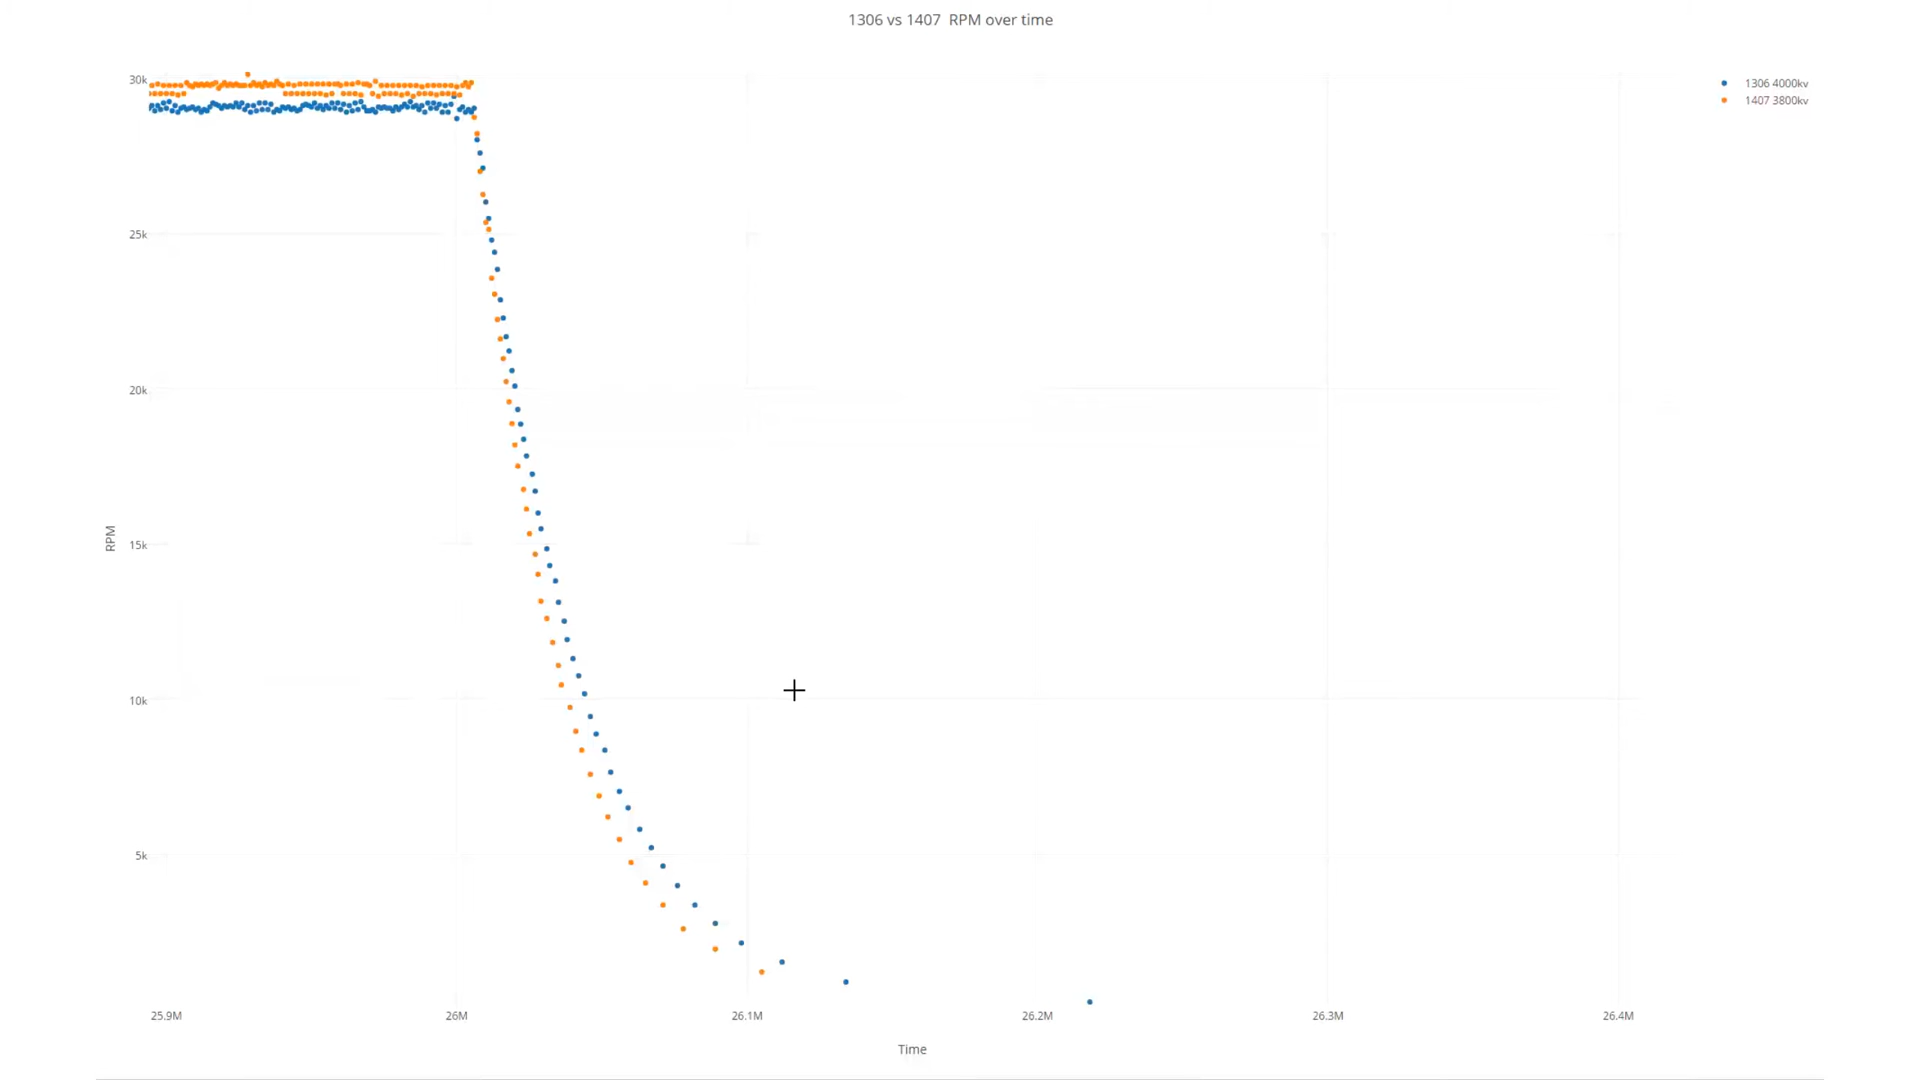 1306 vs 1407 RPM over time
30k
25k
20k
15k
10k
5k
RPM
25.9M
26M
26.1M
26.2M
26.3M
26.4M
Time
1306 4000kv
1407 3800kv